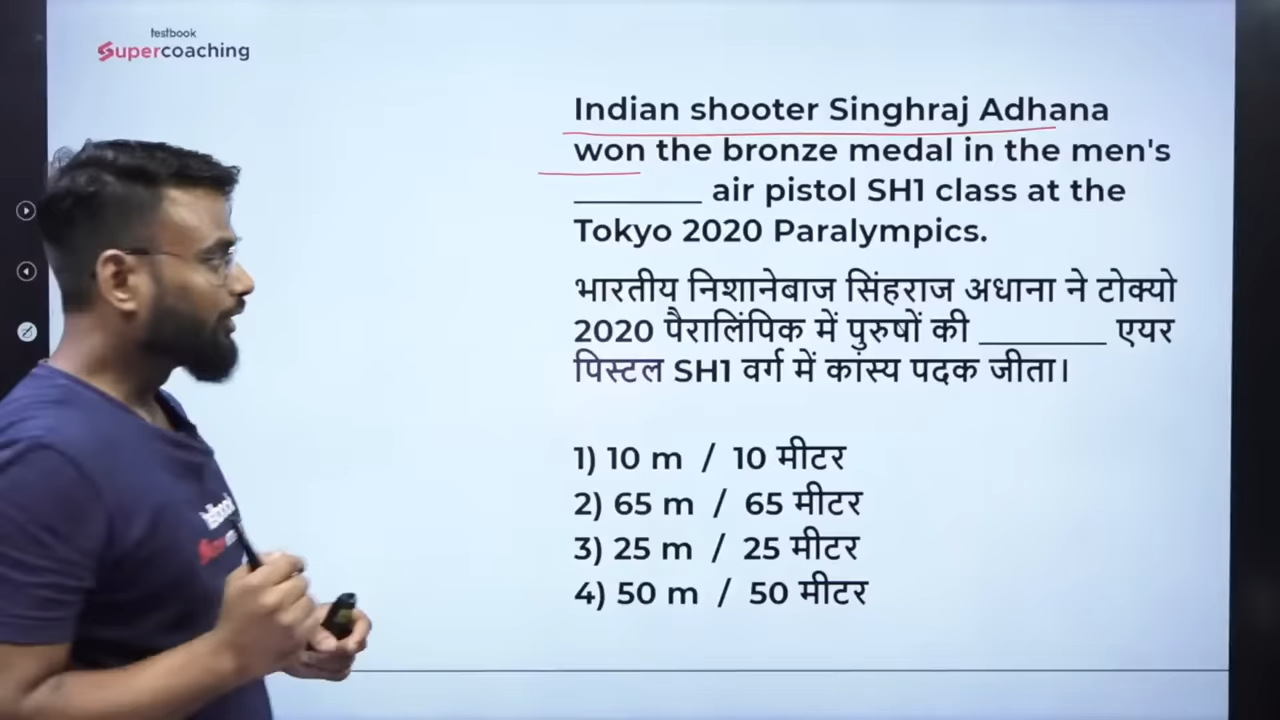 testbook
Supercoaching
Indian shooter Singhraj Adhana
won the bronze medal in the men's
________ air pistol SH1 class at the
Tokyo 2020 Paralympics.
भारतीय निशानेबाज सिंहराज अधाना ने टोक्यो
2020 पैरालिंपिक में पुरुषों की ________ एयर
पिस्टल SH1 वर्ग में कांस्य पदक जीता।
1) 10 m / 10 मीटर
2) 65 m / 65 मीटर
3) 25 m / 25 मीटर
4) 50 m / 50 मीटर